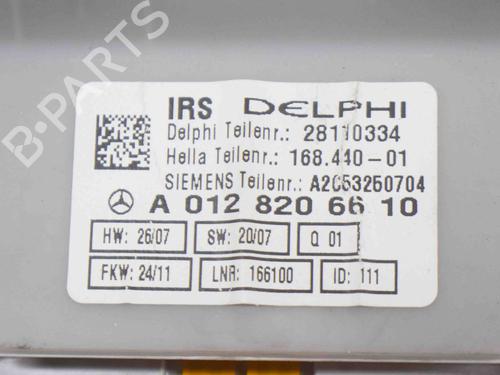 IRS DELPHI
Delphi Teilenr.: 28110334
Hella Teilenr.: 168.440-01
SIEMENS Teilenr.: A2C53250704
A 012 820 66 10
HW: 26/07 SW: 20/07 Q 01
FKW: 24/11 LNR: 166100 ID: 111
B-PARTS